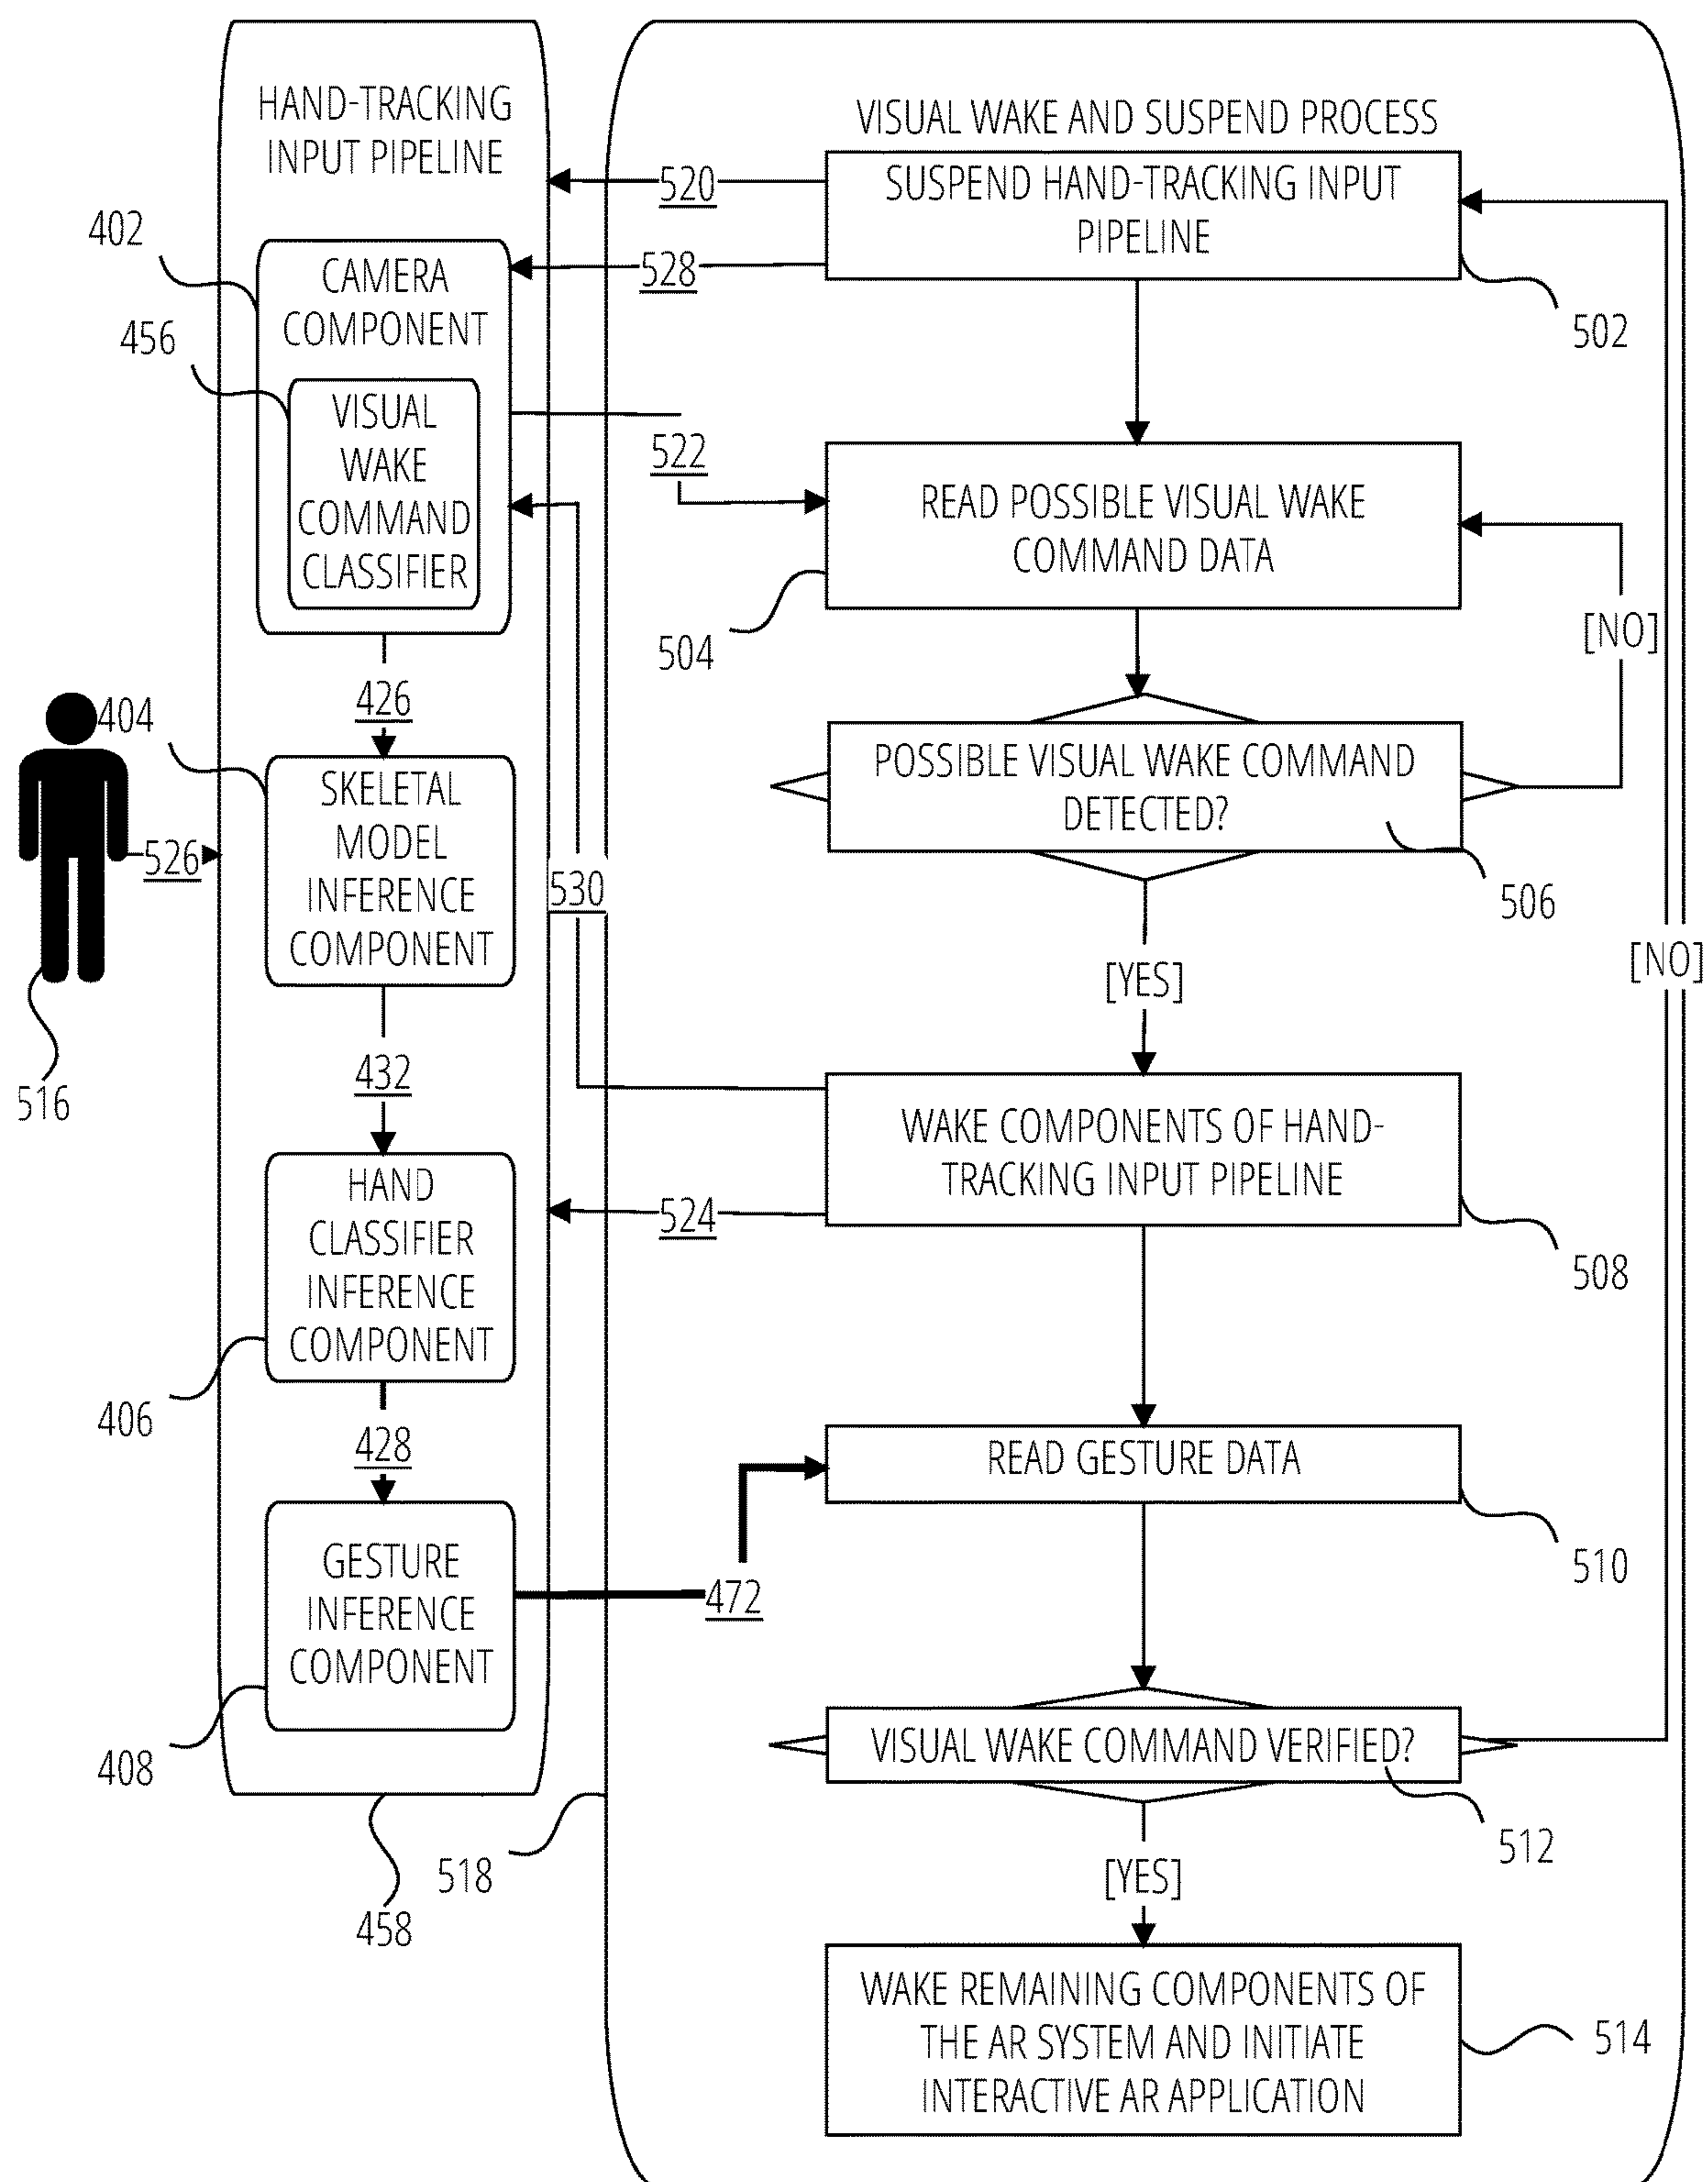 HAND-TRACKING
INPUT PIPELINE
VISUAL WAKE AND SUSPEND PROCESS
520
SUSPEND HAND-TRACKING INPUT
PIPELINE
402
528
CAMERA
COMPONENT
502
456
VISUAL
WAKE
COMMAND
CLASSIFIER
522
READ POSSIBLE VISUAL WAKE
COMMAND DATA
504
[NO]
426
404
SKELETAL
MODEL
INFERENCE
COMPONENT
POSSIBLE VISUAL WAKE COMMAND
DETECTED?
526
530
506
[YES]
[NO]
516
432
WAKE COMPONENTS OF HAND-
TRACKING INPUT PIPELINE
HAND
CLASSIFIER
INFERENCE
COMPONENT
524
508
406
428
READ GESTURE DATA
510
GESTURE
INFERENCE
COMPONENT
472
408
VISUAL WAKE COMMAND VERIFIED?
512
518
458
[YES]
WAKE REMAINING COMPONENTS OF
THE AR SYSTEM AND INITIATE
INTERACTIVE AR APPLICATION
514